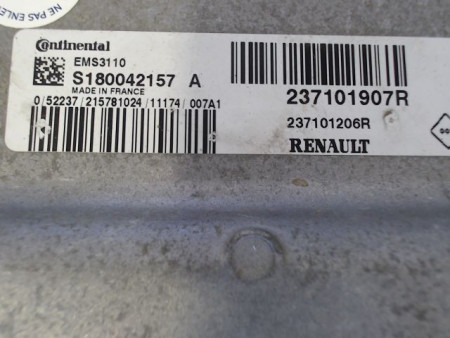 NE PAS ENLE
Continental
EMS3110
S180042157 A
MADE IN FRANCE
0/52237/215781024/11174/007A1
237101907R
237101206R
RENAULT